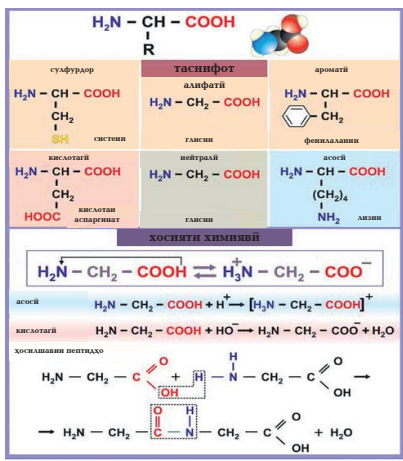 H₂N – CH – COOH
R
таснифот
сулфурдор
H₂N – CH – COOH
CH₂
SH
систеин
алифатӣ
H₂N – CH₂ – COOH
глисин
ароматӣ
H₂N – CH – COOH
CH₂
фенилаланин
кислотагӣ
H₂N – CH – COOH
CH₂
HOOC
кислотаи
аспаргинат
нейтралӣ
H₂N – CH₂ – COOH
глисин
асосӣ
H₂N – CH – COOH
(CH₂)₄
NH₂
лизин
хосияти химиявӣ
H₂N – CH₂ – COOH ⇌ H₃N⁺ – CH₂ – COO⁻
асосӣ
H₂N – CH₂ – COOH + H⁺ → [H₃N – CH₂ – COOH]⁺
кислотагӣ
H₂N – CH₂ – COOH + HO⁻ → H₂N – CH₂ – COO⁻ + H₂O
ҳосилшавии пептидҳо
O H O
H₂N – CH₂ – C + H – N – CH₂ – C →
OH OH
O H O
→ H₂N – CH₂ – C – N – CH₂ – C + H₂O
OH